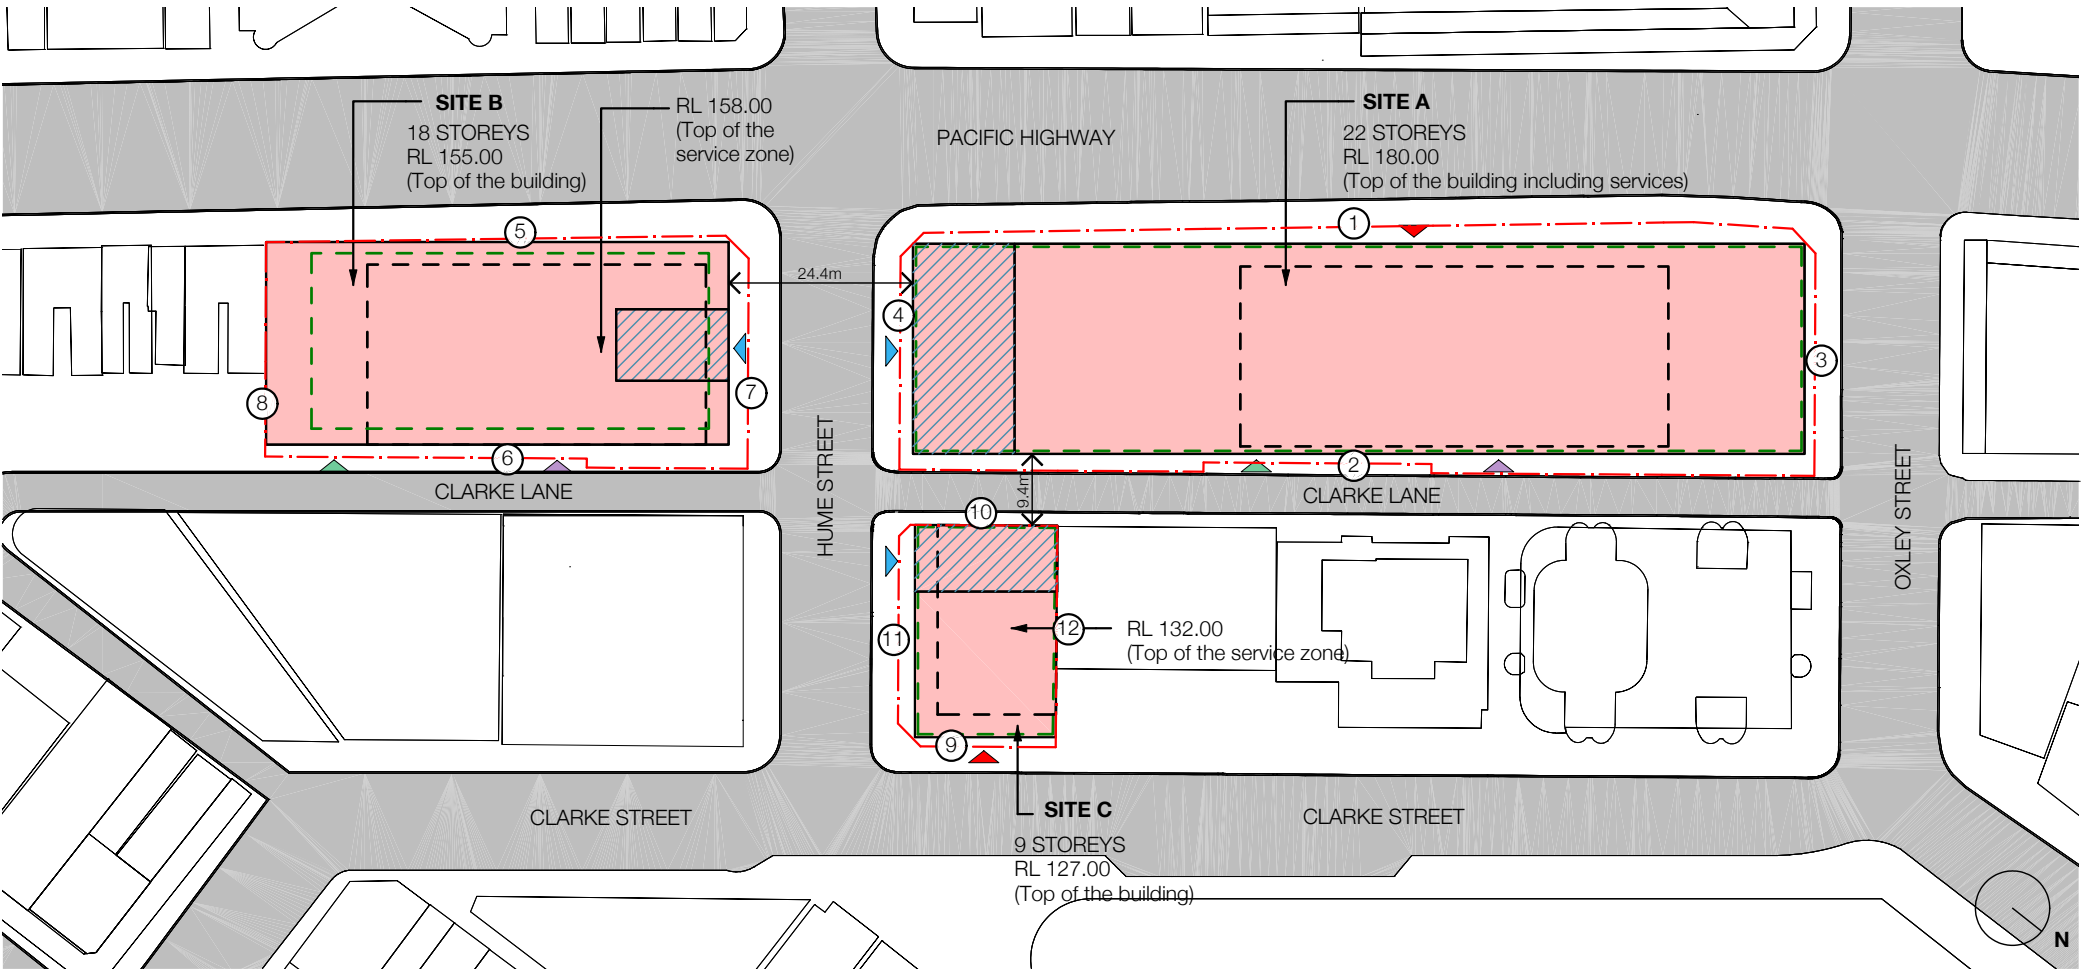 SITE B
18 STOREYS
RL 155.00
(Top of the building)
RL 158.00
(Top of the
service zone)
PACIFIC HIGHWAY
SITE A
22 STOREYS
RL 180.00
(Top of the building including services)
5
1
24.4m
4
3
8
7
6
2
CLARKE LANE
HUME STREET
9.4m
CLARKE LANE
OXLEY STREET
10
11
12
RL 132.00
(Top of the service zone)
9
SITE C
9 STOREYS
RL 127.00
(Top of the building)
CLARKE STREET
CLARKE STREET
N